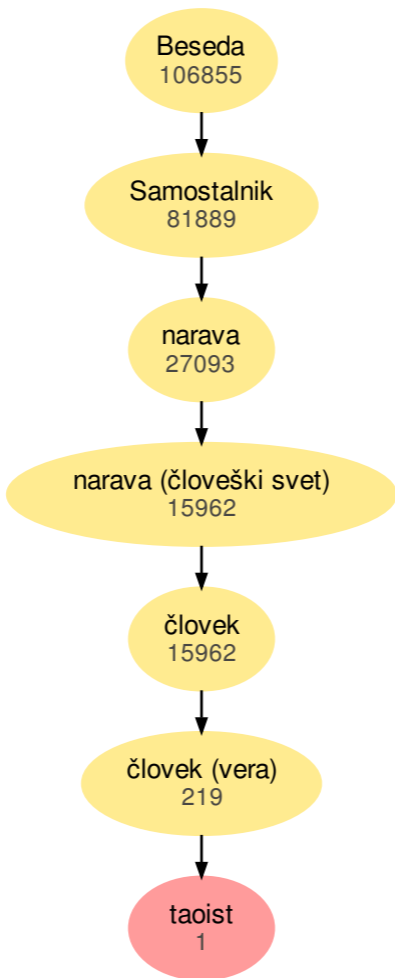 Beseda
106855
Samostalnik
81889
narava
27093
narava (človeški svet)
15962
človek
15962
človek (vera)
219
taoist
1